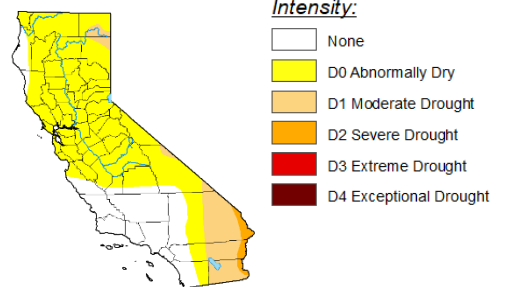 Intensity:
None
D0 Abnormally Dry
D1 Moderate Drought
D2 Severe Drought
D3 Extreme Drought
D4 Exceptional Drought